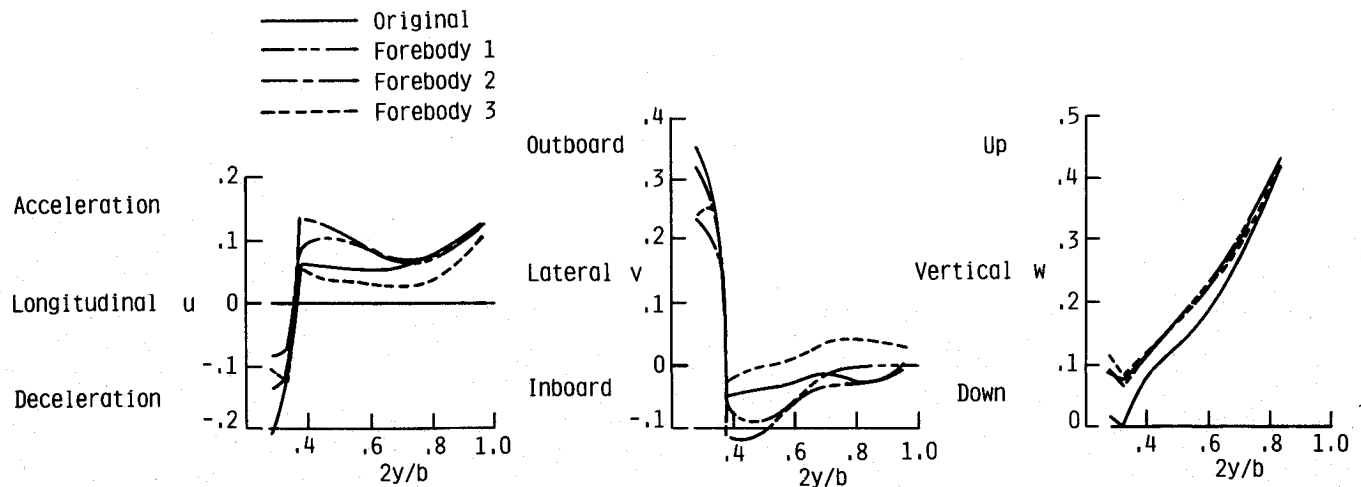 Original
Forebody 1
Forebody 2
Forebody 3
Acceleration
Longitudinal u
Deceleration
.2
.1
0
-.1
-.2
.4
.6
.8
1.0
2y/b
Outboard
Lateral v
Inboard
.4
.3
.2
.1
0
-.1
.4
.6
.8
1.0
2y/b
Up
Vertical w
Down
.5
.4
.3
.2
.1
0
.4
.6
.8
1.0
2y/b